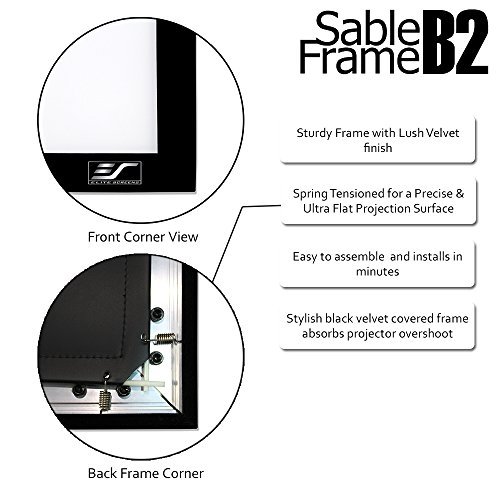 Sable
Frame B2
Sturdy Frame with Lush Velvet
finish
Spring Tensioned for a Precise &
Ultra Flat Projection Surface
Easy to assemble and installs in
minutes
Stylish black velvet covered frame
absorbs projector overshoot
ES
ELITE SCREENS
Front Corner View
Back Frame Corner